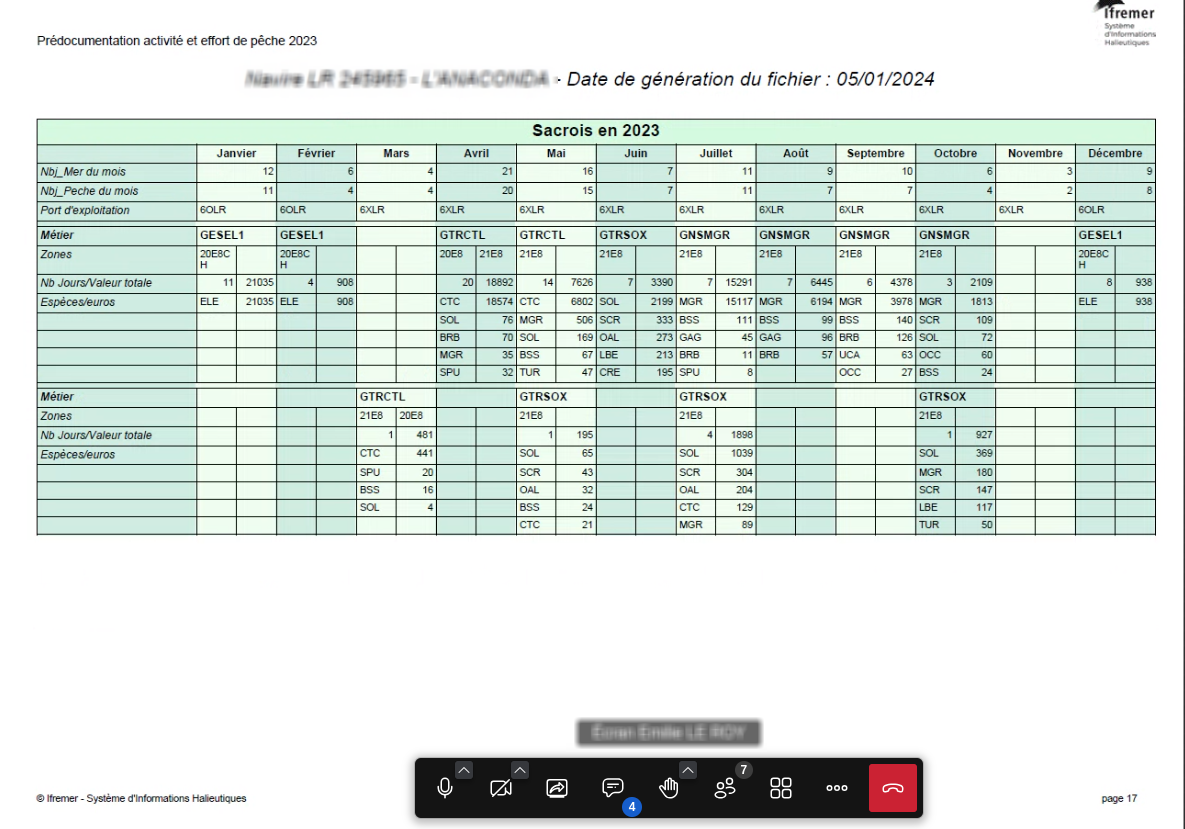 Ifremer
Système
d'Informations
Halieutiques
Prédocumentation activité et effort de pêche 2023
- Date de génération du fichier : 05/01/2024
Sacrois en 2023
Janvier Février Mars Avril Mai Juin Juillet Août Septembre Octobre Novembre Décembre
Nbj_Mer du mois 12 6 4 21 16 7 11 9 10 6 3 9
Nbj_Peche du mois 11 4 4 20 15 7 11 7 7 4 2 8
Port d'exploitation 6OLR 6OLR 6XLR 6XLR 6XLR 6XLR 6XLR 6XLR 6XLR 6XLR 6XLR 6OLR
Métier GESEL1 GESEL1 GTRCTL GTRCTL GTRSOX GNSMGR GNSMGR GNSMGR GNSMGR GESEL1
Zones 20E8C 20E8C 20E8 21E8 21E8 21E8 21E8 21E8 21E8 21E8 20E8C
H H H
Nb Jours/Valeur totale 11 21035 4 908 20 18892 14 7626 7 3390 7 15291 7 6445 6 4378 3 2109 8 938
Espèces/euros ELE 21035 ELE 908 CTC 18574 CTC 6802 SOL 2199 MGR 15117 MGR 6194 MGR 3978 MGR 1813 ELE 938
SOL 76 MGR 506 SCR 333 BSS 111 BSS 99 BSS 140 SCR 109
BRB 70 SOL 169 OAL 273 GAG 45 GAG 96 BRB 126 SOL 72
MGR 35 BSS 67 LBE 213 BRB 11 BRB 57 UCA 63 OCC 60
SPU 32 TUR 47 CRE 195 SPU 8 OCC 27 BSS 24
Métier GTRCTL GTRSOX GTRSOX GTRSOX
Zones 21E8 20E8 21E8 21E8 21E8
Nb Jours/Valeur totale 1 481 1 195 4 1898 1 927
Espèces/euros CTC 441 SOL 65 SOL 1039 SOL 369
SPU 20 SCR 43 SCR 304 MGR 180
BSS 16 OAL 32 OAL 204 SCR 147
SOL 4 BSS 24 CTC 129 LBE 117
CTC 21 MGR 89 TUR 50
7
4
© Ifremer - Système d'Informations Halieutiques
page 17